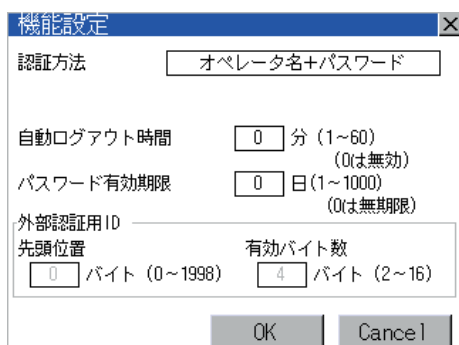 機能設定
認証方法 オペレータ名+パスワード
自動ログアウト時間 0 分 (1~60)
(0は無効)
パスワード有効期限 0 日(1~1000)
(0は無期限)
外部認証用ID
先頭位置 有効バイト数
0 バイト (0~1998) 4 バイト (2~16)
OK Cancel